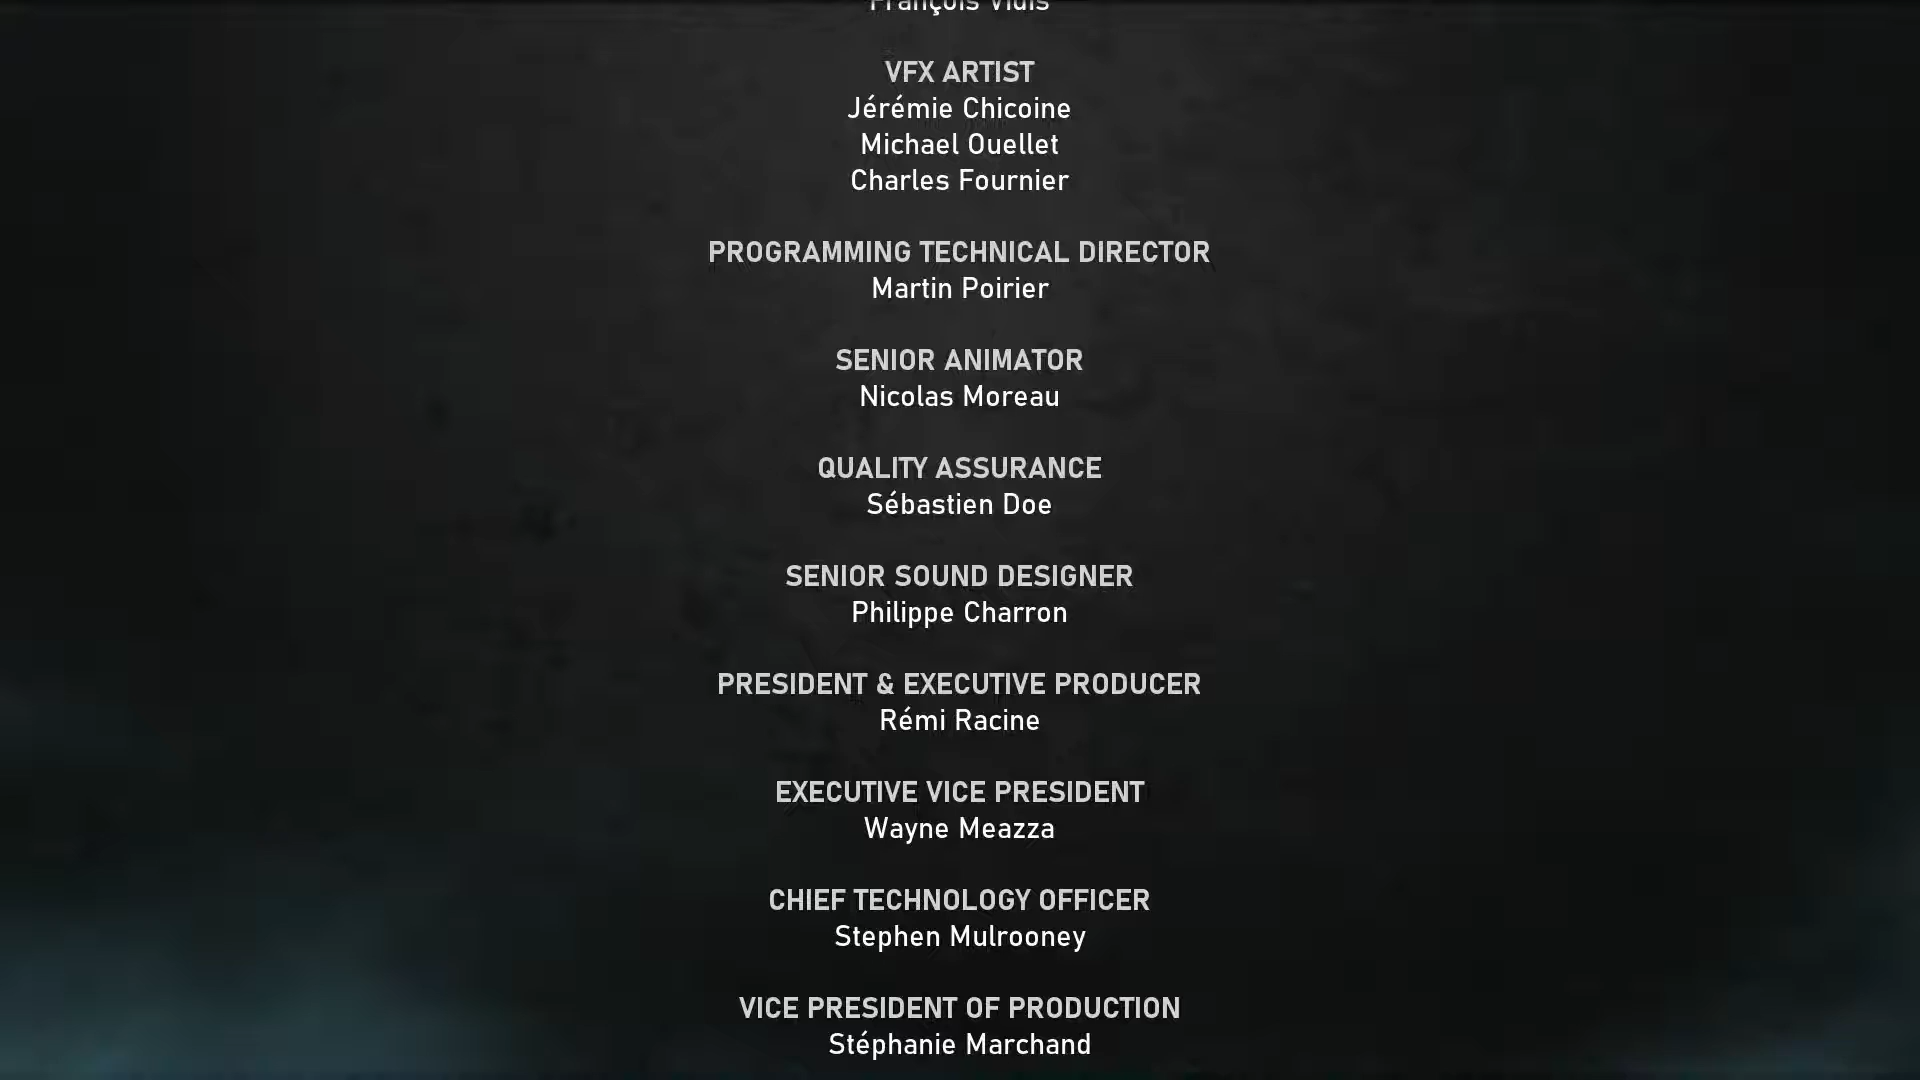 François
VFX ARTIST
Jérémie Chicoine
Michael Ouellet
Charles Fournier
PROGRAMMING TECHNICAL DIRECTOR
Martin Poirier
SENIOR ANIMATOR
Nicolas Moreau
QUALITY ASSURANCE
Sébastien Doe
SENIOR SOUND DESIGNER
Philippe Charron
PRESIDENT & EXECUTIVE PRODUCER
Rémi Racine
EXECUTIVE VICE PRESIDENT
Wayne Meazza
CHIEF TECHNOLOGY OFFICER
Stephen Mulrooney
VICE PRESIDENT OF PRODUCTION
Stéphanie Marchand